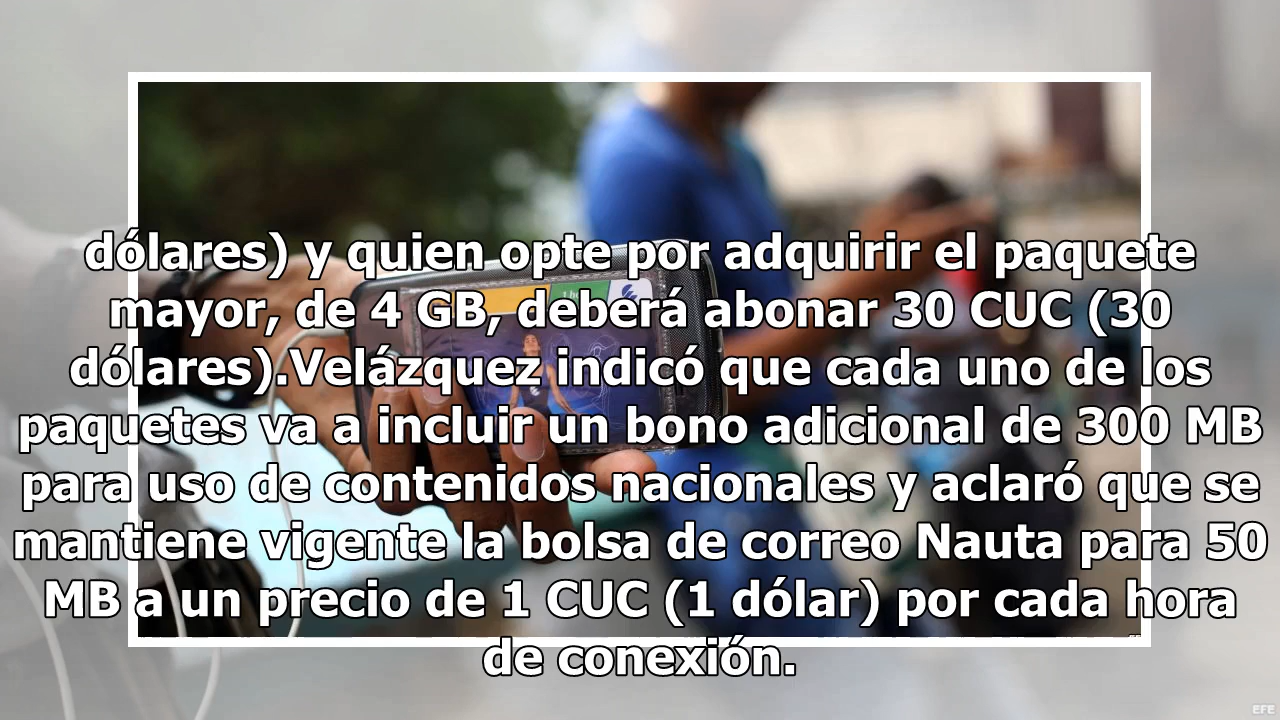 dólares) y quien opte por adquirir el paquete
mayor, de 4 GB, deberá abonar 30 CUC (30
dólares).Velázquez indicó que cada uno de los
paquetes va a incluir un bono adicional de 300 MB
para uso de contenidos nacionales y aclaró que se
mantiene vigente la bolsa de correo Nauta para 50
MB a un precio de 1 CUC (1 dólar) por cada hora
de conexión.
EFE